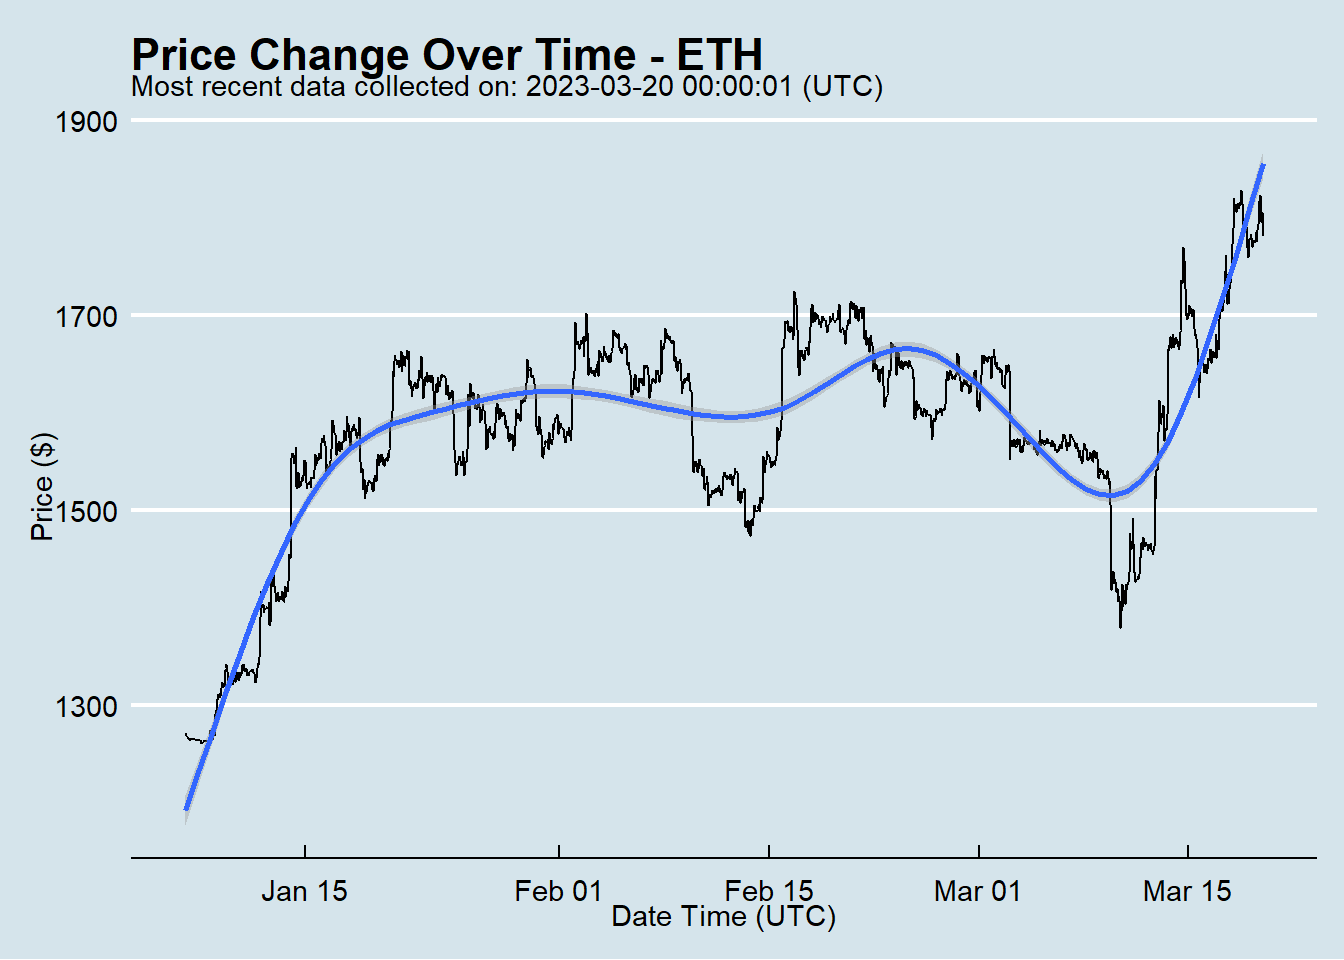 Price Change Over Time - ETH
Most recent data collected on: 2023-03-20 00:00:01 (UTC)
1900
1700
1500
1300
Price ($)
Jan 15
Feb 01
Feb 15
Mar 01
Mar 15
Date Time (UTC)